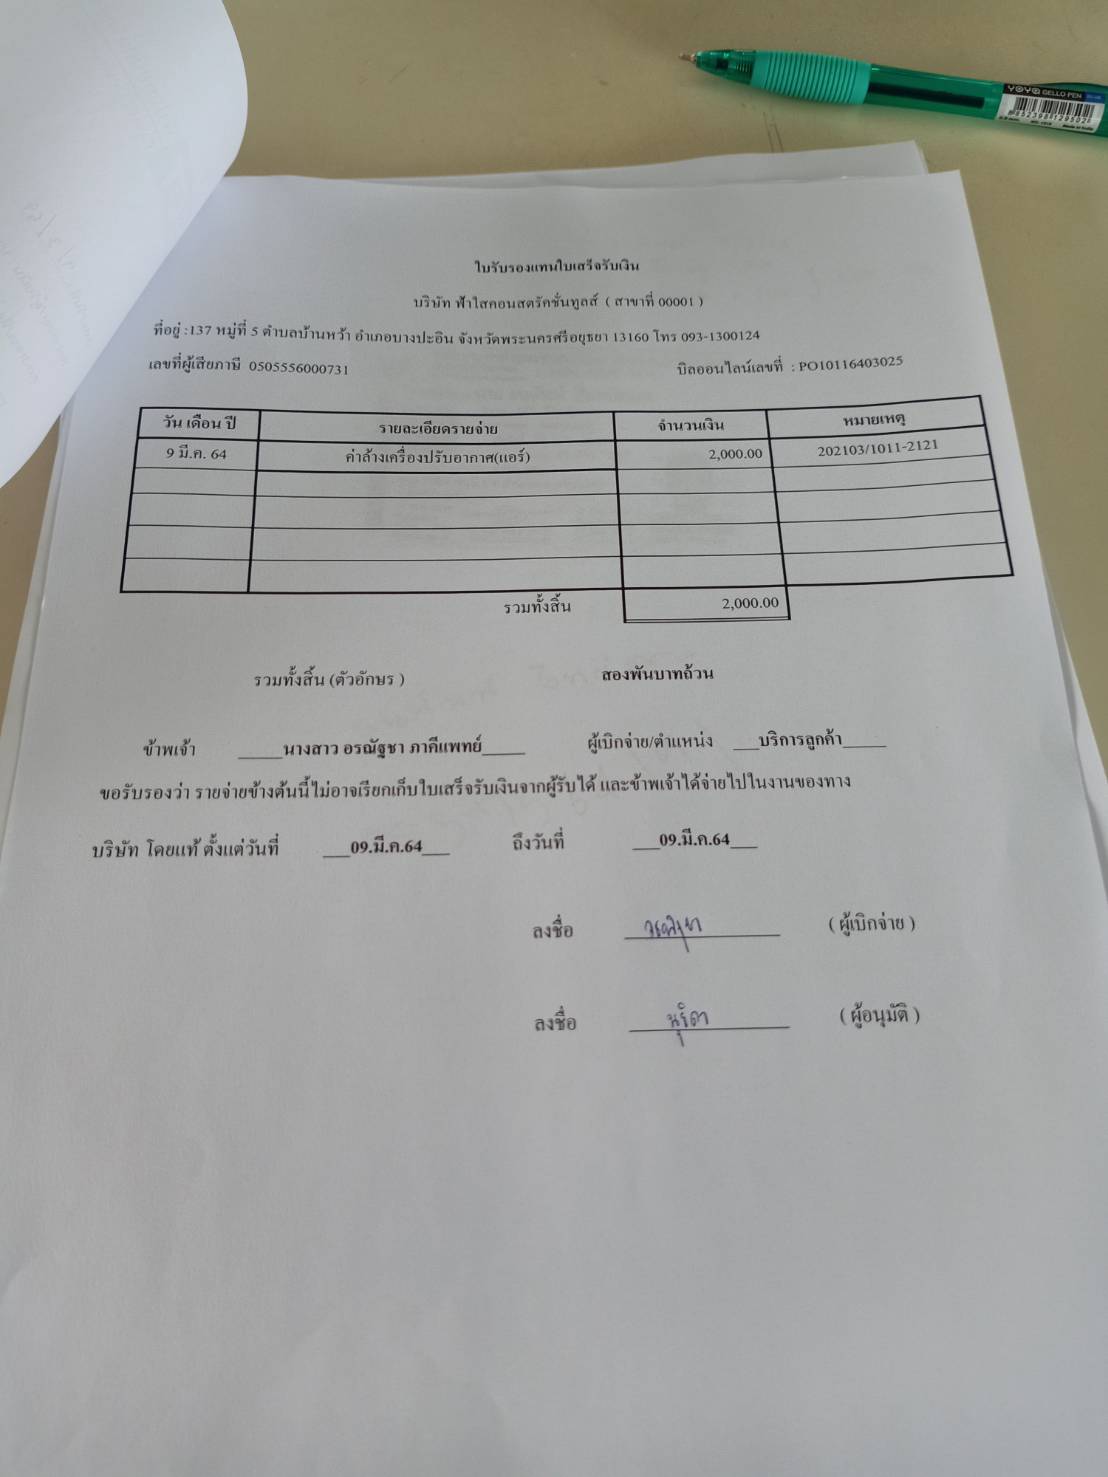 YOYA GELLO PEN
ใบรับรองแทนใบเสร็จรับเงิน
บริษัท ฟ้าใสคอนสตรัคชั่นทูลส์ ( สาขาที่ 00001 )
ที่อยู่ :137 หมู่ที่ 5 ตำบลบ้านหว้า อำเภอบางปะอิน จังหวัดพระนครศรีอยุธยา 13160 โทร 093-1300124
เลขที่ผู้เสียภาษี 0505556000731 บิลออนไลน์เลขที่ : PO10116403025
วัน เดือน ปี รายละเอียดรายจ่าย จำนวนเงิน หมายเหตุ
9 มี.ค. 64 ค่าล้างเครื่องปรับอากาศ(แอร์) 2,000.00 202103/1011-2121
รวมทั้งสิ้น 2,000.00
รวมทั้งสิ้น (ตัวอักษร ) สองพันบาทถ้วน
ข้าพเจ้า ______นางสาว อรณัฐชา ภาคีแพทย์______ ผู้เบิกจ่าย/ตำแหน่ง ___บริการลูกค้า______
ขอรับรองว่า รายจ่ายข้างต้นนี้ไม่อาจเรียกเก็บใบเสร็จรับเงินจากผู้รับได้ และข้าพเจ้าได้จ่ายไปในงานของทาง
บริษัท โดยแท้ ตั้งแต่วันที่ ___09.มี.ค.64___ ถึงวันที่ ___09.มี.ค.64___
ลงชื่อ ( ผู้เบิกจ่าย )
ลงชื่อ ( ผู้อนุมัติ )